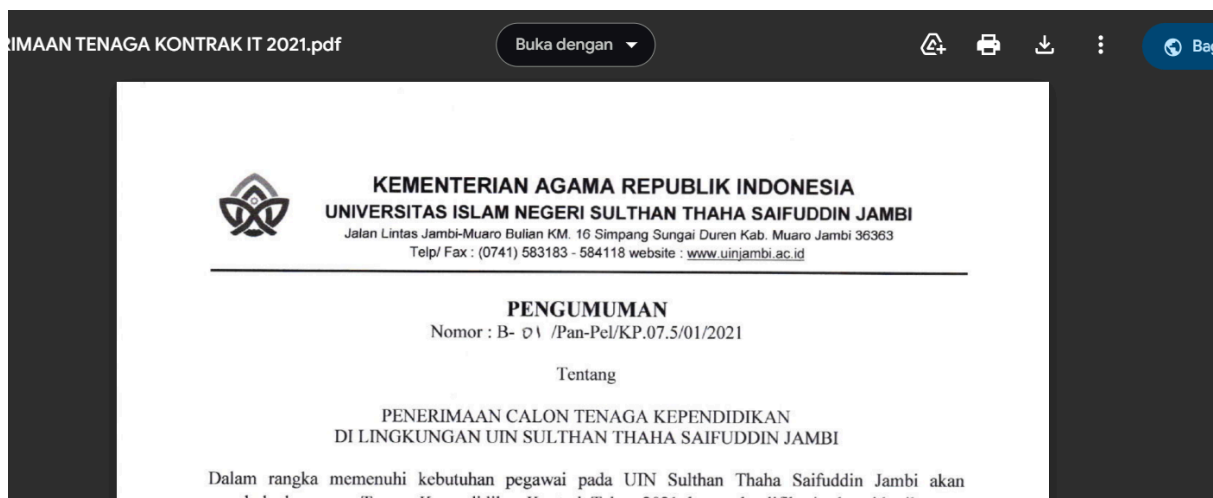 RIMAAN TENAGA KONTRAK IT 2021.pdf
Buka dengan
KEMENTERIAN AGAMA REPUBLIK INDONESIA
UNIVERSITAS ISLAM NEGERI SULTHAN THAHA SAIFUDDIN JAMBI
Jalan Lintas Jambi-Muaro Bulian KM. 16 Simpang Sungai Duren Kab. Muaro Jambi 36363
Telp/ Fax : (0741) 583183 - 584118 website : www.uinjambi.ac.id
PENGUMUMAN
Nomor : B- 01 /Pan-Pel/KP.07.5/01/2021
Tentang
PENERIMAAN CALON TENAGA KEPENDIDIKAN
DI LINGKUNGAN UIN SULTHAN THAHA SAIFUDDIN JAMBI
Dalam rangka memenuhi kebutuhan pegawai pada UIN Sulthan Thaha Saifuddin Jambi akan